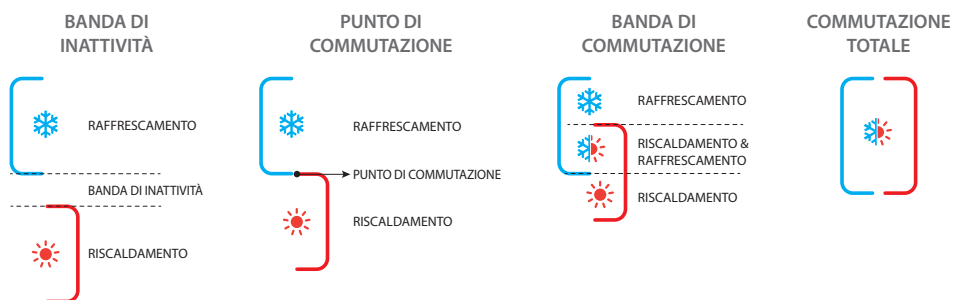 BANDA DI
INATTIVITÀ
RAFFRESCAMENTO
BANDA DI INATTIVITÀ
RISCALDAMENTO
PUNTO DI
COMMUTAZIONE
RAFFRESCAMENTO
PUNTO DI COMMUTAZIONE
RISCALDAMENTO
BANDA DI
COMMUTAZIONE
RAFFRESCAMENTO
RISCALDAMENTO &
RAFFRESCAMENTO
RISCALDAMENTO
COMMUTAZIONE
TOTALE